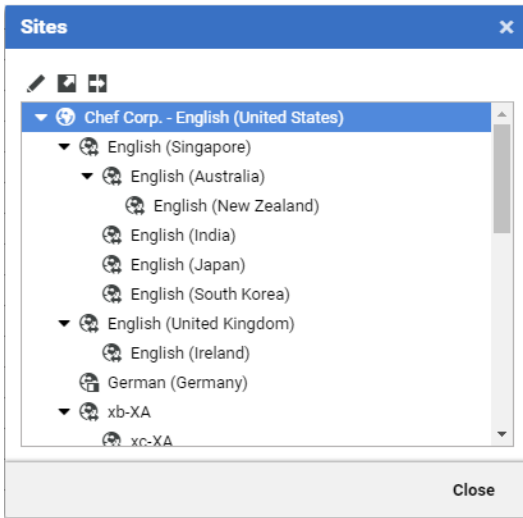 Sites
Chef Corp. - English (United States)
English (Singapore)
English (Australia)
English (New Zealand)
English (India)
English (Japan)
English (South Korea)
English (United Kingdom)
English (Ireland)
German (Germany)
xb-XA
xc-XA
Close